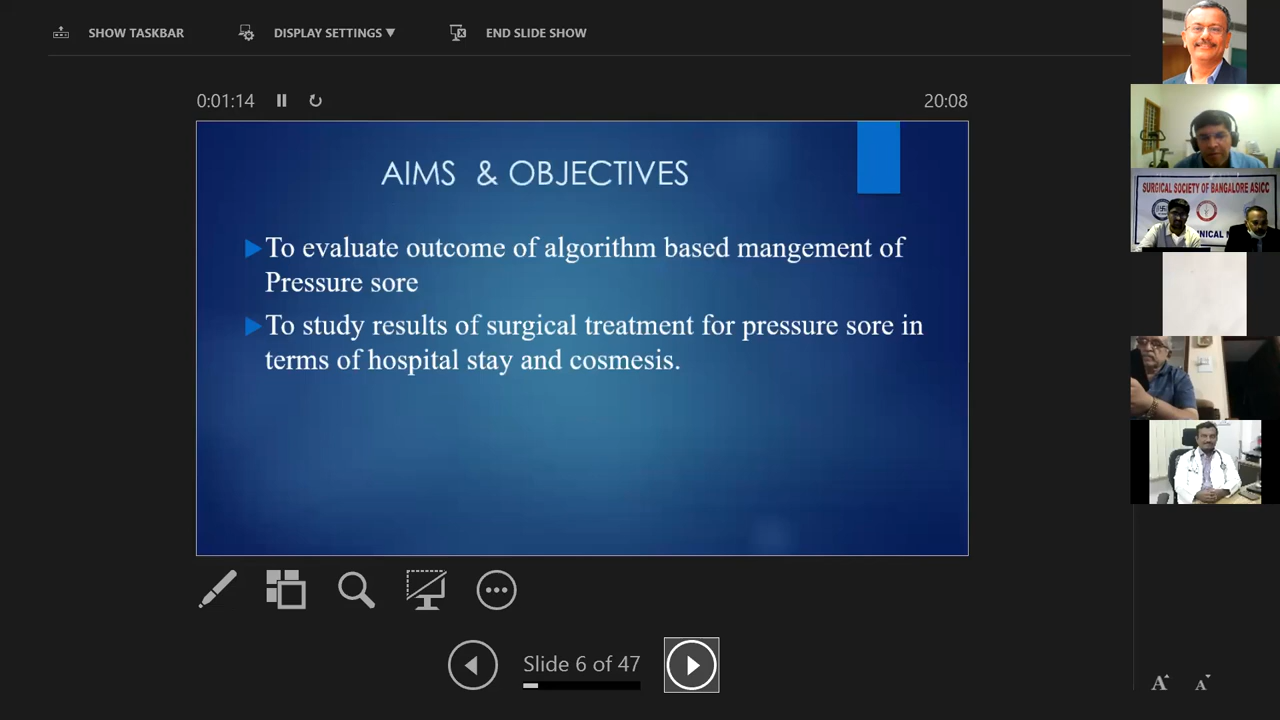 SHOW TASKBAR
DISPLAY SETTINGS ▼
END SLIDE SHOW
0:01:14
20:08
AIMS & OBJECTIVES
To evaluate outcome of algorithm based mangement of
Pressure sore
To study results of surgical treatment for pressure sore in
terms of hospital stay and cosmesis.
Slide 6 of 47
SURGICAL SOCIETY OF BANGALORE ASICC
A A